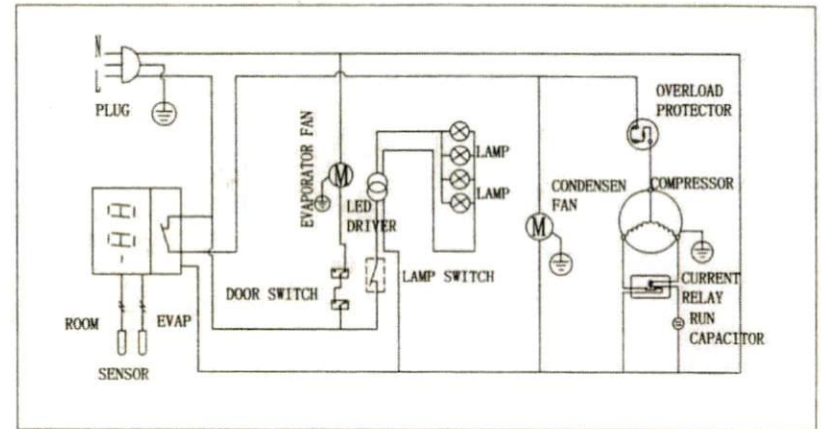 N
L
PLUG
OVERLOAD
PROTECTOR
EVAPORATOR FAN
M
LED
DRIVER
LAMP
LAMP
CONDENSEN
FAN
M
COMPRESSOR
LAMP SWITCH
DOOR SWITCH
CURRENT
RELAY
RUN
CAPACITOR
ROOM
EVAP
SENSOR